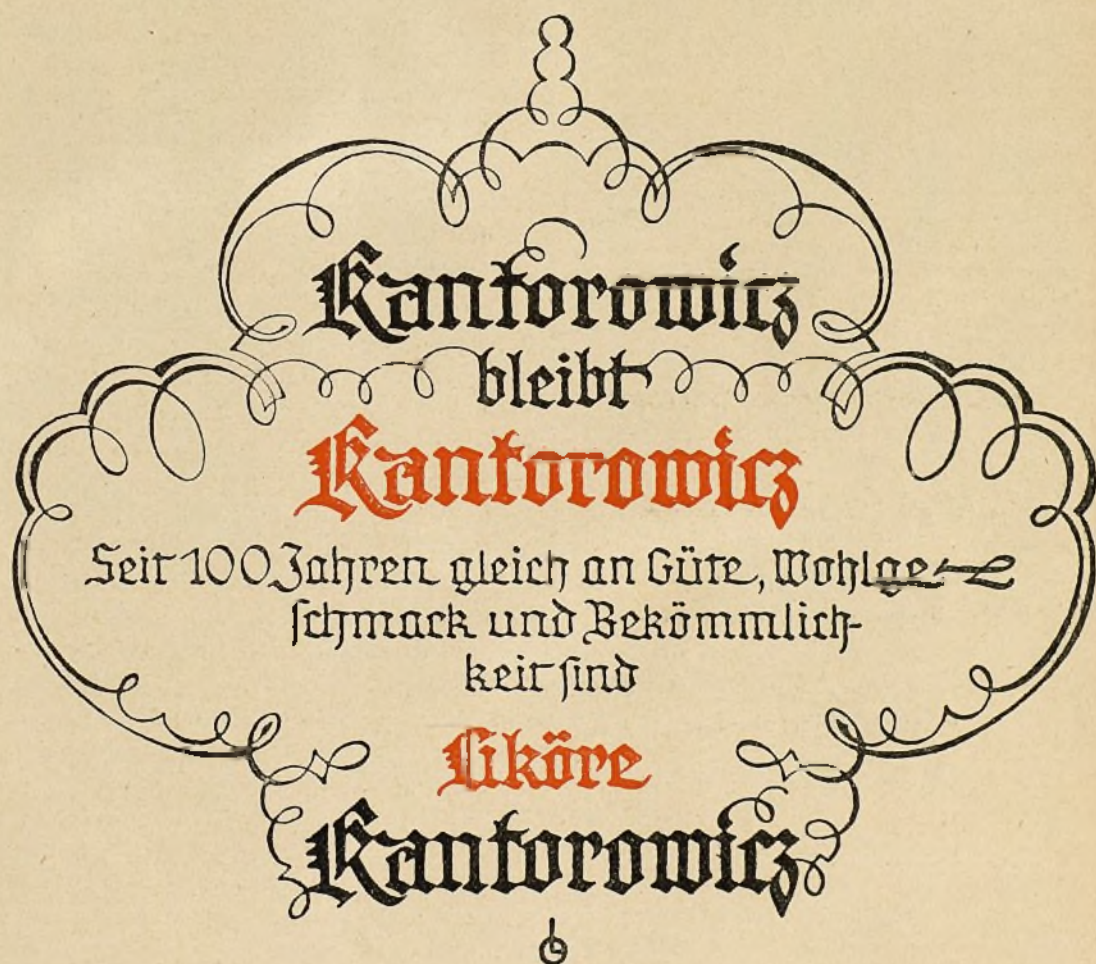 Kantorowicz
bleibt
Kantorowicz
Seit 100 Jahren gleich an Güte, Wohlge-
ſchmack und Bekömmlich-
keit ſind
Liköre
Kantorowicz